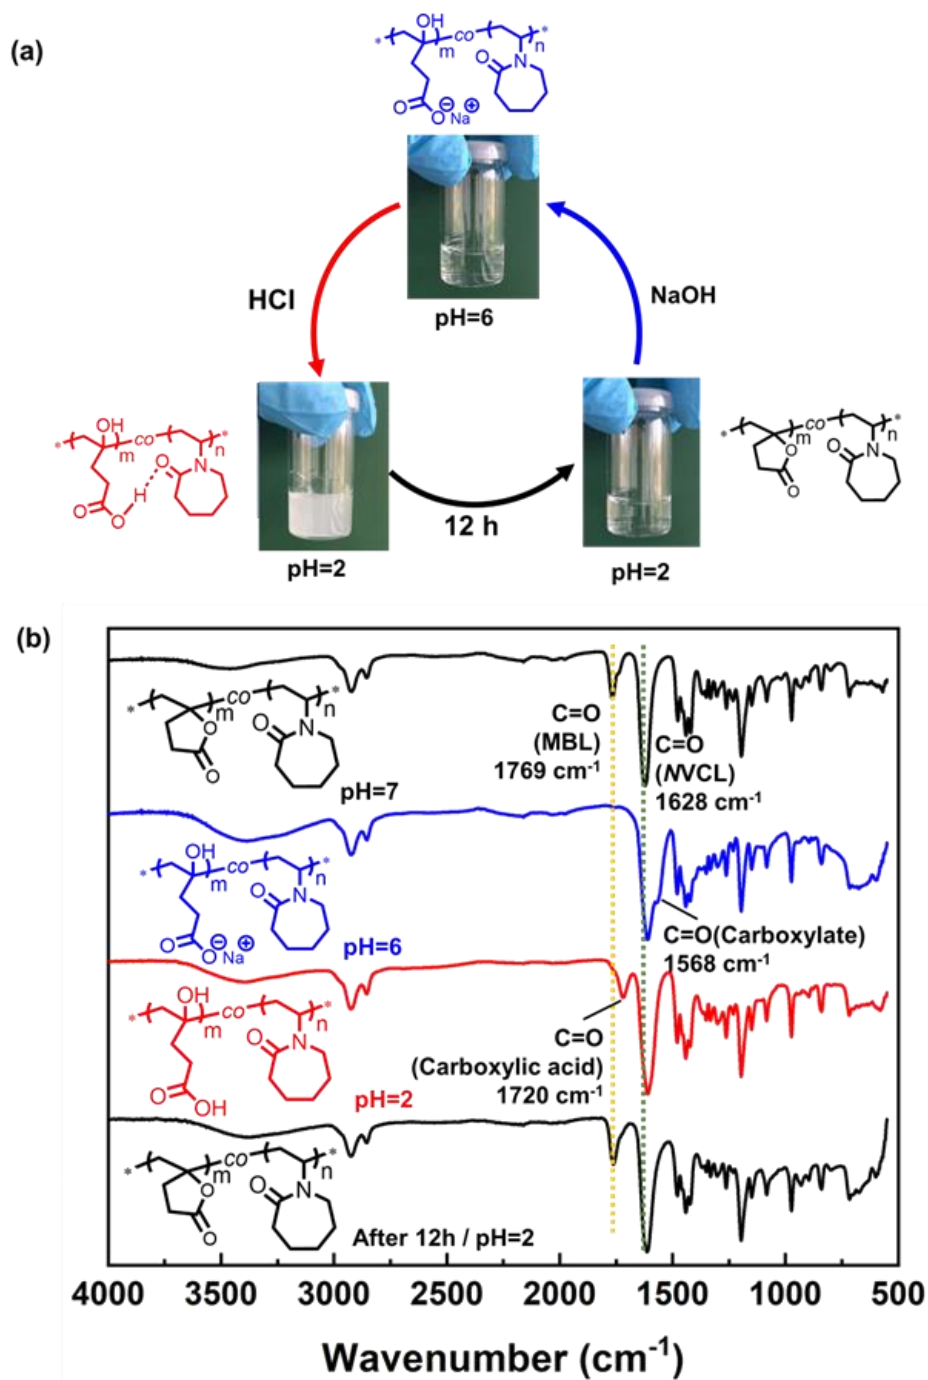 (a)
* OH m co n *
O N
O O⊖ Na⊕
pH=6
HCl
NaOH
* OH m co n *
O N
H
O O
pH=2
12 h
pH=2
* m co n *
O O N
O
(b)
* m co n *
O O N
O
pH=7
C=O
(MBL)
1769 cm-1
C=O
(NVCL)
1628 cm-1
* OH m co n *
O N
O O⊖ Na⊕
pH=6
C=O(Carboxylate)
1568 cm-1
* OH m co n *
O N
O OH
pH=2
C=O
(Carboxylic acid)
1720 cm-1
* m co n *
O O N
O
After 12h / pH=2
4000 3500 3000 2500 2000 1500 1000 500
Wavenumber (cm-1)